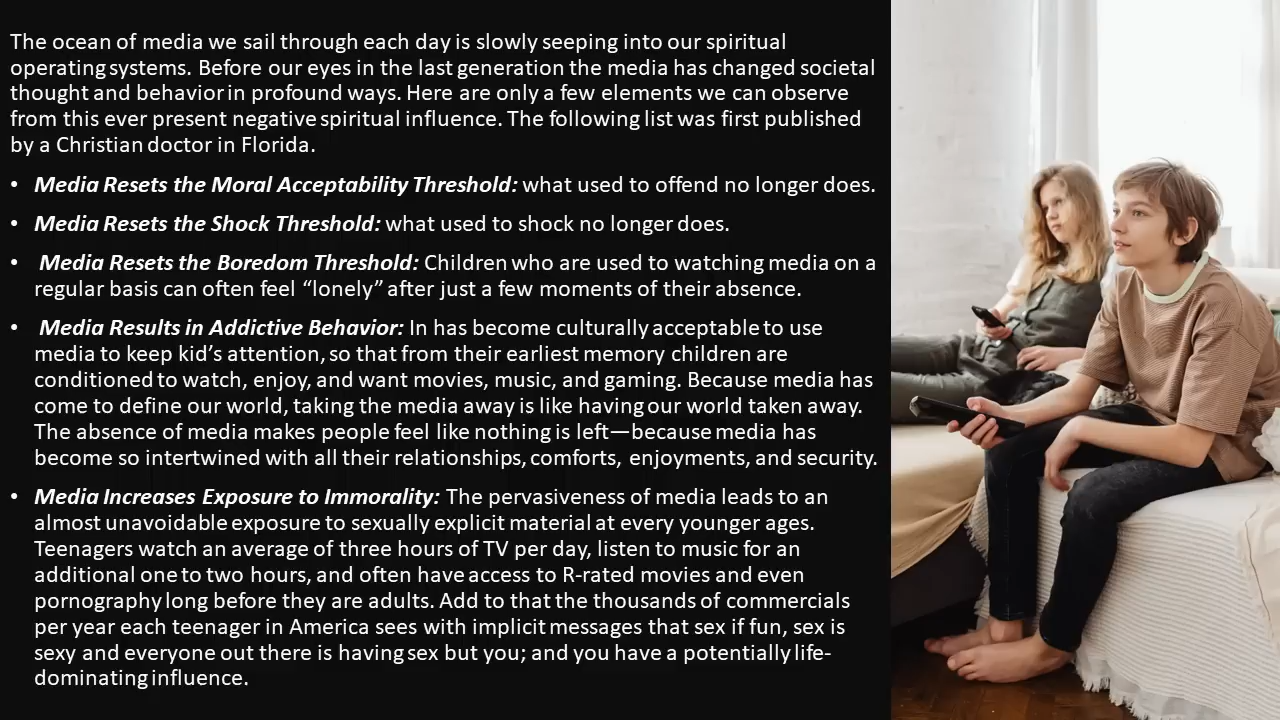 The ocean of media we sail through each day is slowly seeping into our spiritual
operating systems. Before our eyes in the last generation the media has changed societal
thought and behavior in profound ways. Here are only a few elements we can observe
from this ever present negative spiritual influence. The following list was first published
by a Christian doctor in Florida.
• Media Resets the Moral Acceptability Threshold: what used to offend no longer does.
• Media Resets the Shock Threshold: what used to shock no longer does.
• Media Resets the Boredom Threshold: Children who are used to watching media on a
regular basis can often feel “lonely” after just a few moments of their absence.
• Media Results in Addictive Behavior: In has become culturally acceptable to use
media to keep kid’s attention, so that from their earliest memory children are
conditioned to watch, enjoy, and want movies, music, and gaming. Because media has
come to define our world, taking the media away is like having our world taken away.
The absence of media makes people feel like nothing is left—because media has
become so intertwined with all their relationships, comforts, enjoyments, and security.
• Media Increases Exposure to Immorality: The pervasiveness of media leads to an
almost unavoidable exposure to sexually explicit material at every younger ages.
Teenagers watch an average of three hours of TV per day, listen to music for an
additional one to two hours, and often have access to R-rated movies and even
pornography long before they are adults. Add to that the thousands of commercials
per year each teenager in America sees with implicit messages that sex if fun, sex is
sexy and everyone out there is having sex but you; and you have a potentially life-
dominating influence.